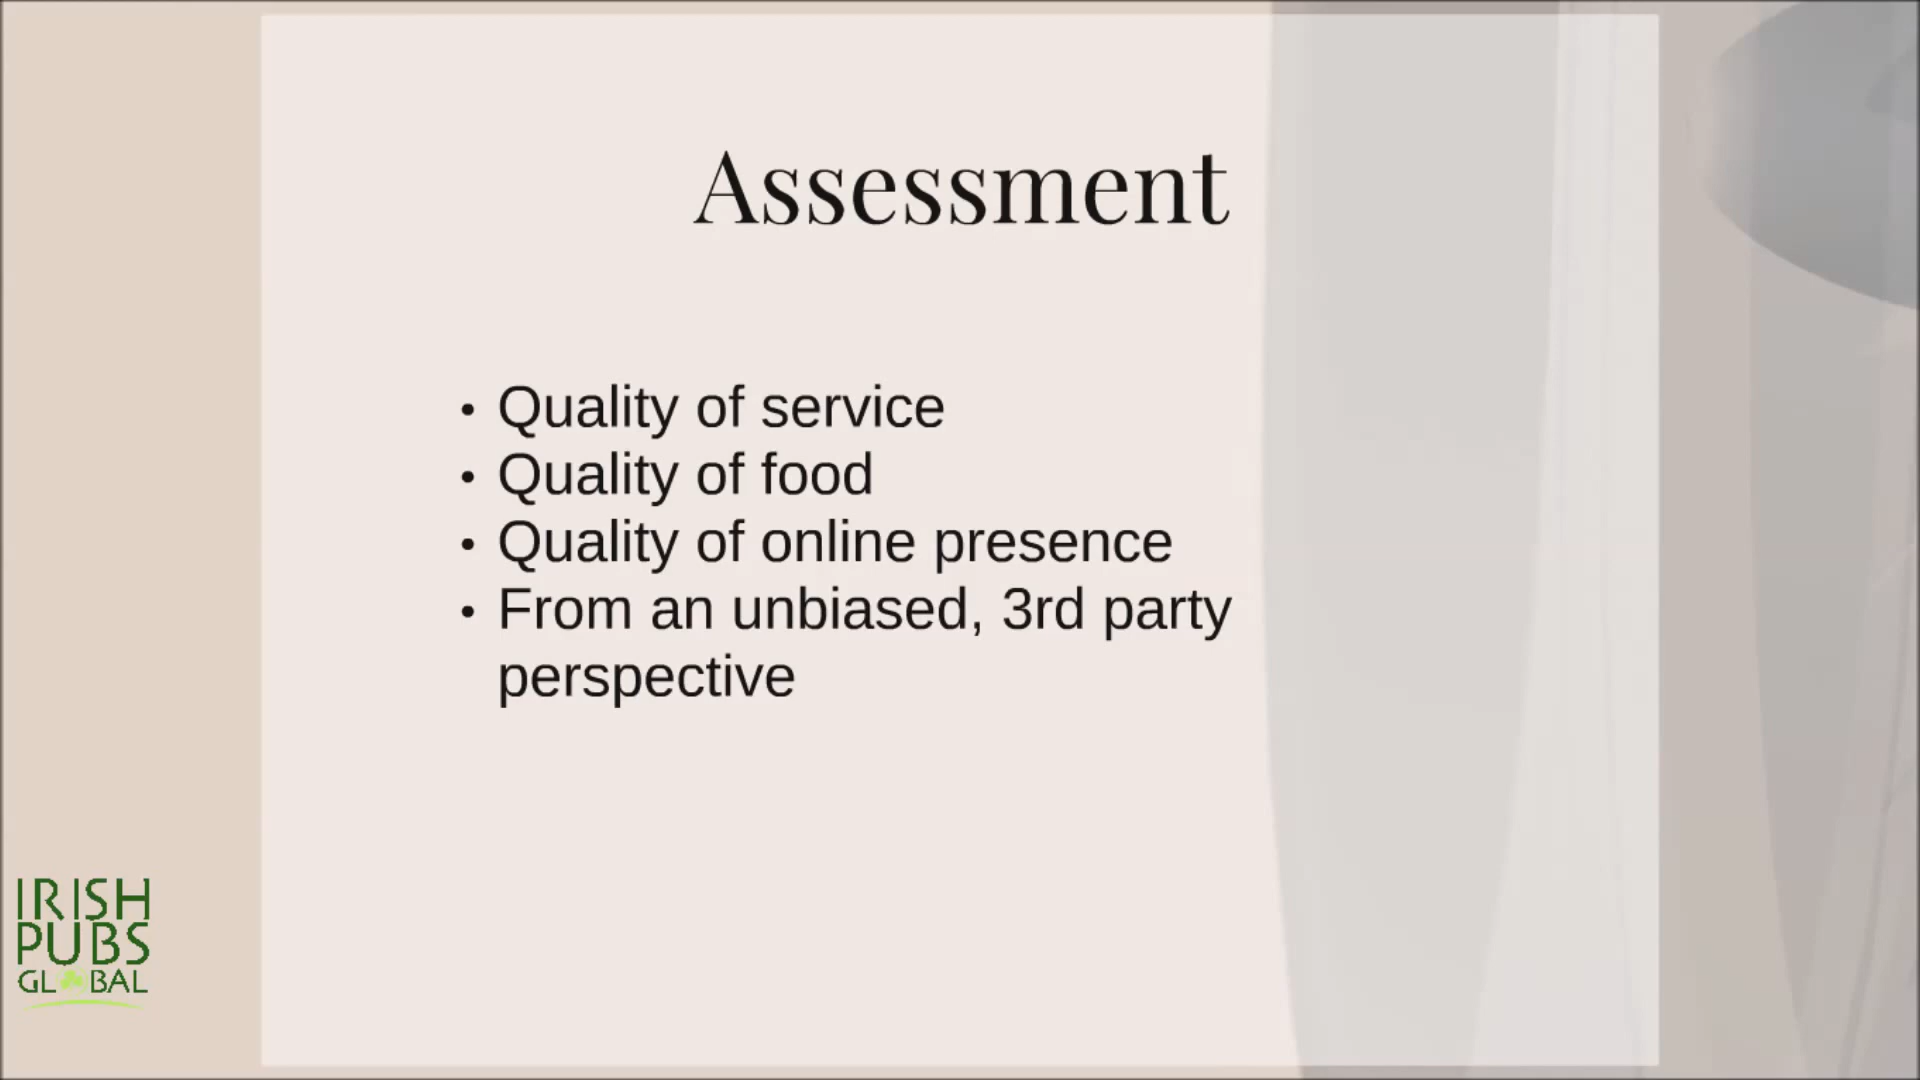 Assessment
• Quality of service
• Quality of food
• Quality of online presence
• From an unbiased, 3rd party
perspective
IRISH
PUBS
GLOBAL